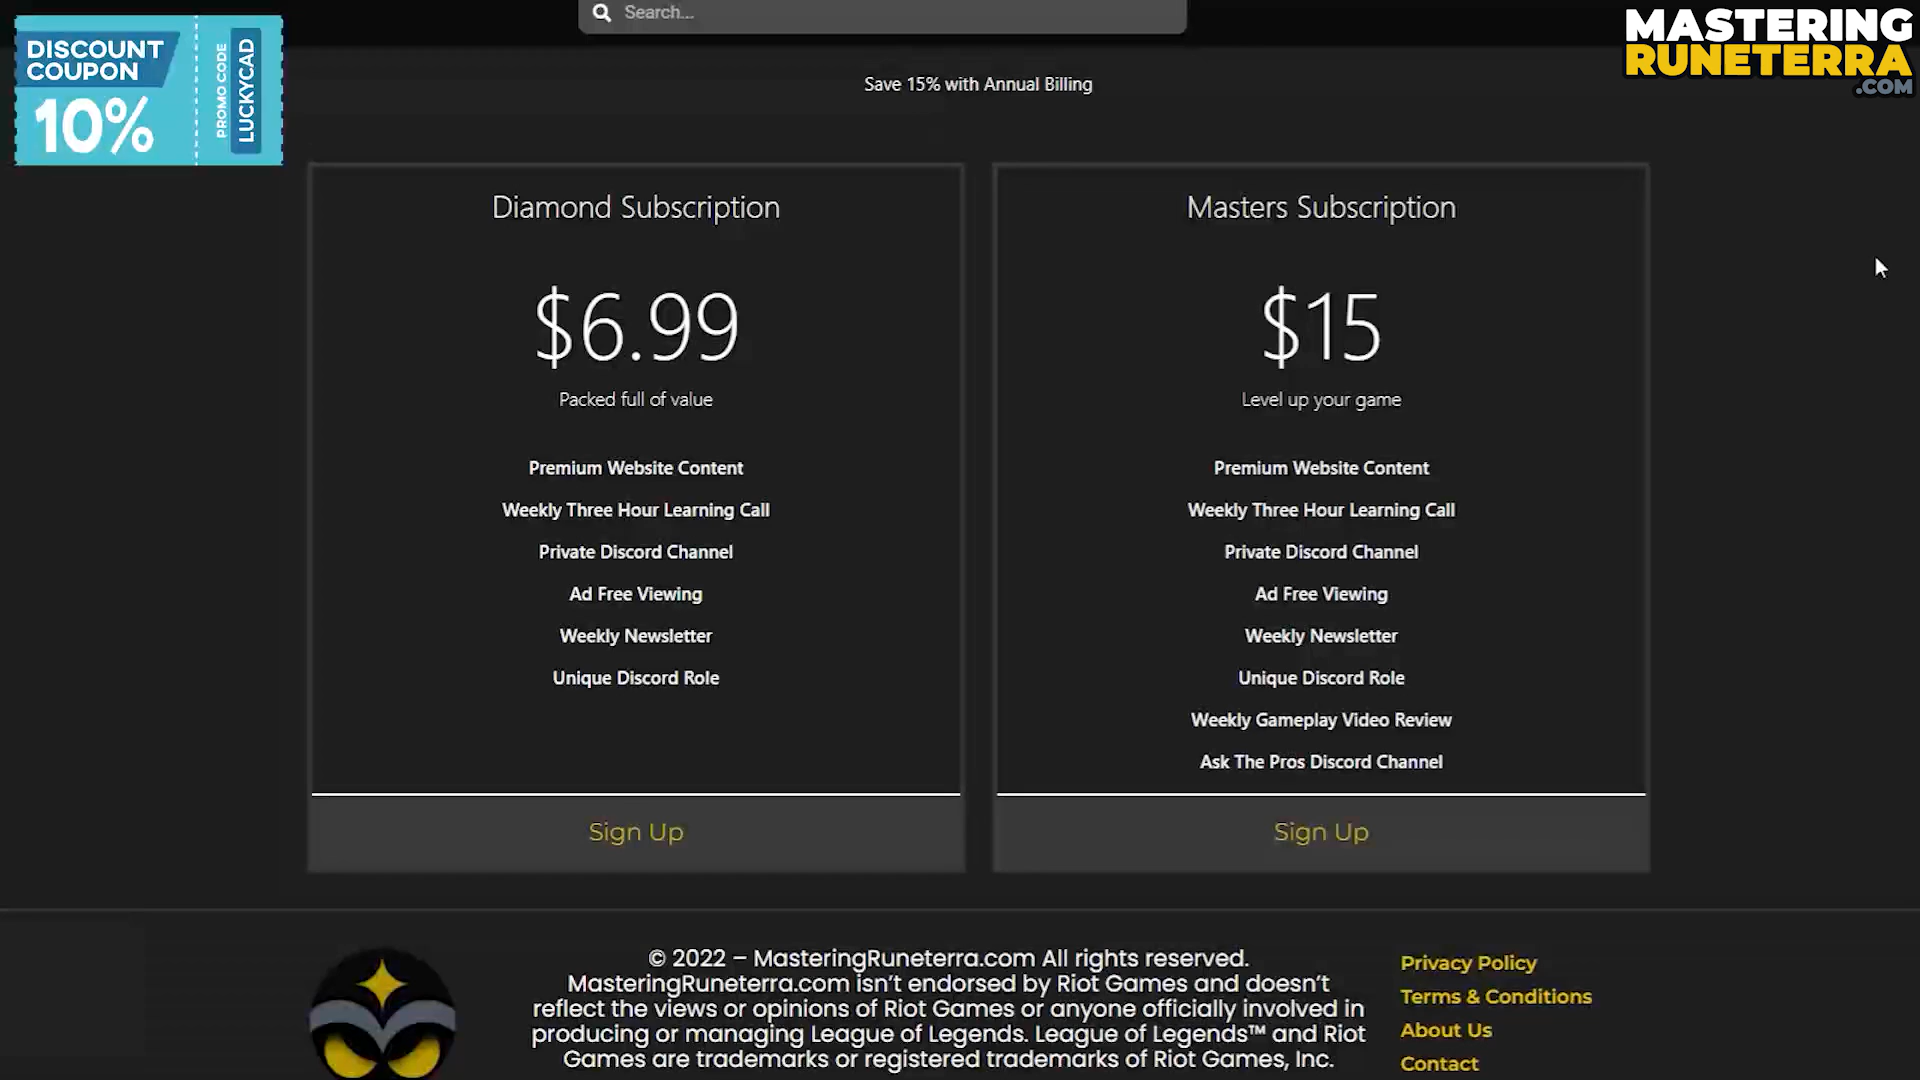 Search...
DISCOUNT
COUPON
10%
PROMO CODE
LUCKYCAD
MASTERING
RUNETERRA
.COM
Save 15% with Annual Billing
Diamond Subscription
$6.99
Packed full of value
Premium Website Content
Weekly Three Hour Learning Call
Private Discord Channel
Ad Free Viewing
Weekly Newsletter
Unique Discord Role
Sign Up
Masters Subscription
$15
Level up your game
Premium Website Content
Weekly Three Hour Learning Call
Private Discord Channel
Ad Free Viewing
Weekly Newsletter
Unique Discord Role
Weekly Gameplay Video Review
Ask The Pros Discord Channel
Sign Up
© 2022 – MasteringRuneterra.com All rights reserved.
MasteringRuneterra.com isn’t endorsed by Riot Games and doesn’t
reflect the views or opinions of Riot Games or anyone officially involved in
producing or managing League of Legends. League of Legends™ and Riot
Games are trademarks or registered trademarks of Riot Games, Inc.
Privacy Policy
Terms & Conditions
About Us
Contact